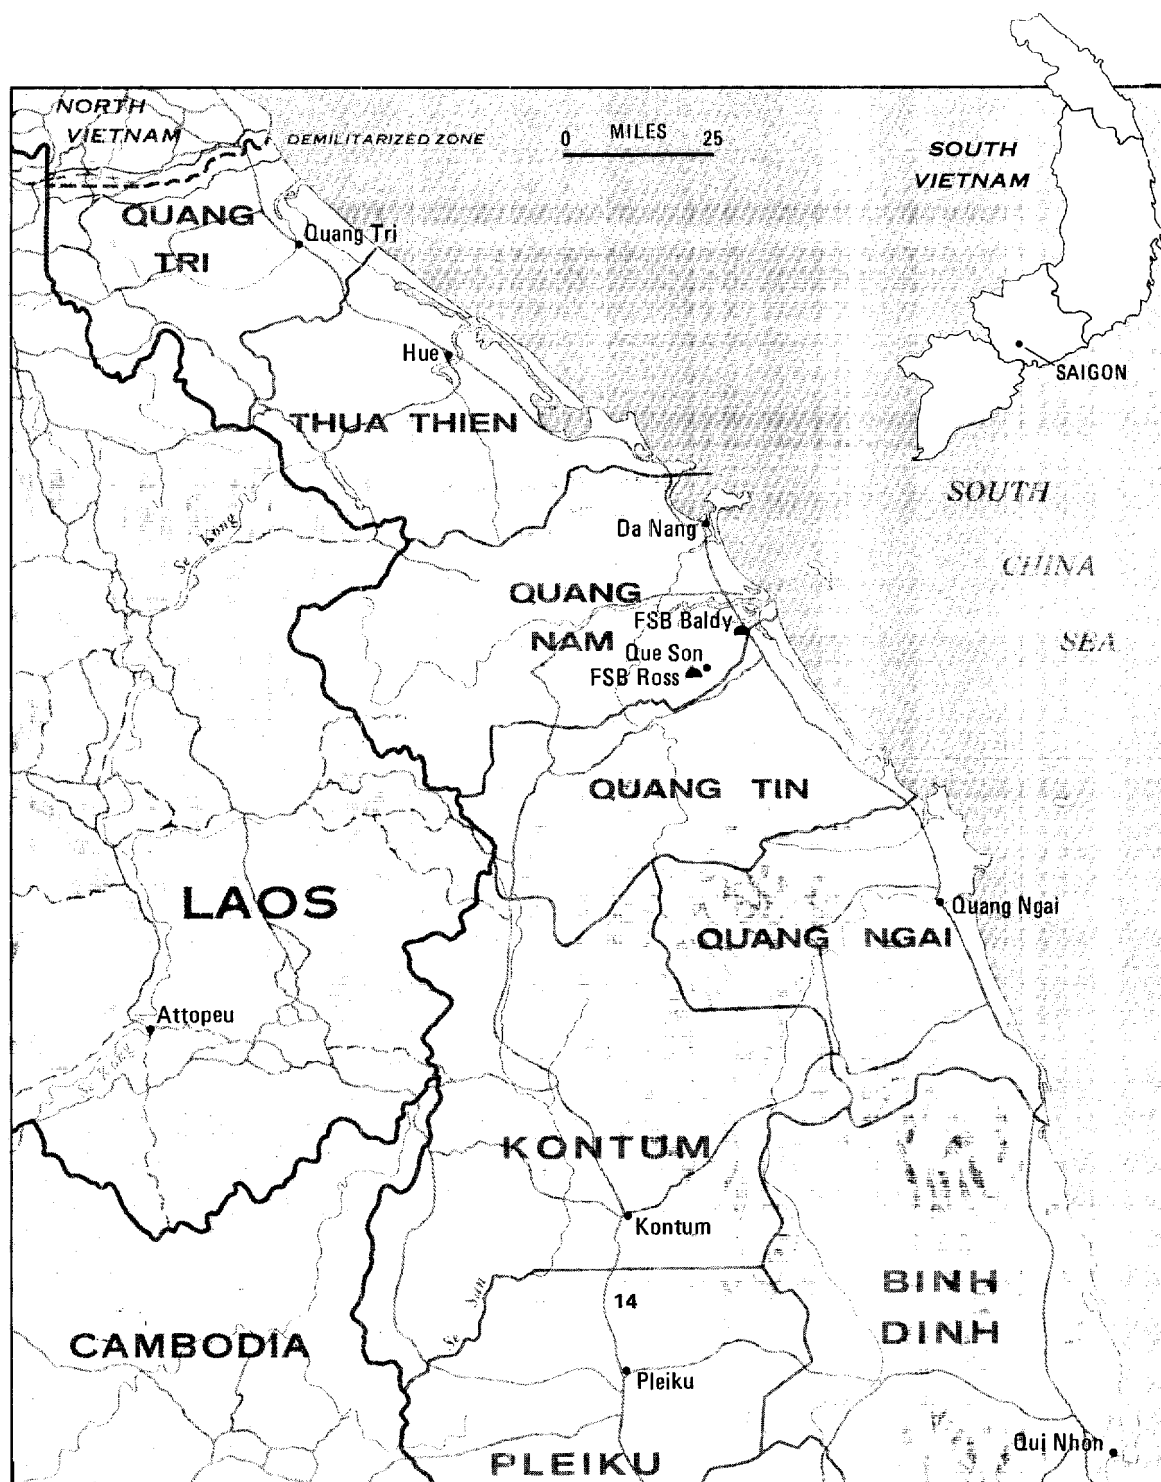 NORTH
VIETNAM
DEMILITARIZED ZONE
0 MILES 25
SOUTH
VIETNAM
QUANG
TRI
Quang Tri
Hue
SAIGON
THUA THIEN
SOUTH
CHINA
SEA
Se Kong
Da Nang
QUANG
NAM
FSB Baldy
Que Son
FSB Ross
QUANG TIN
LAOS
Quang Ngai
QUANG NGAI
Attopeu
KONTUM
Kontum
BINH
DINH
14
CAMBODIA
Pleiku
PLEIKU
Qui Nhon